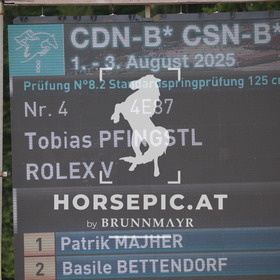 CDN-B* CSN-B*
1. - 3. August 2025
Prüfung N°8.2 Standardspringprüfung 125 cm
Nr. 4 4E87
Tobias PFINGSTL
ROLEX V
HORSEPIC.AT
by BRUNNMAYR
1 Patrik MAJHER
2 Basile BETTENDORF